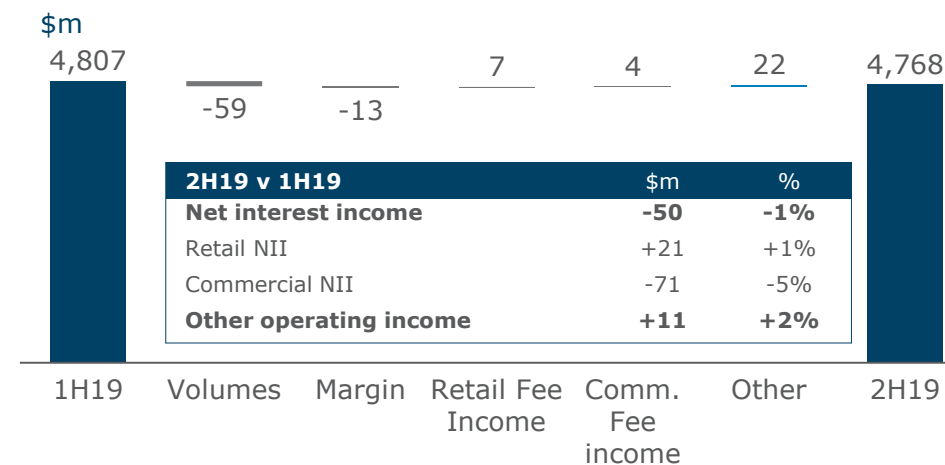 $m
4,807
-59
-13
7
4
22
4,768
2H19 v 1H19 $m %
Net interest income -50 -1%
Retail NII +21 +1%
Commercial NII -71 -5%
Other operating income +11 +2%
1H19 Volumes Margin Retail Fee Comm. Other 2H19
Income Fee
income